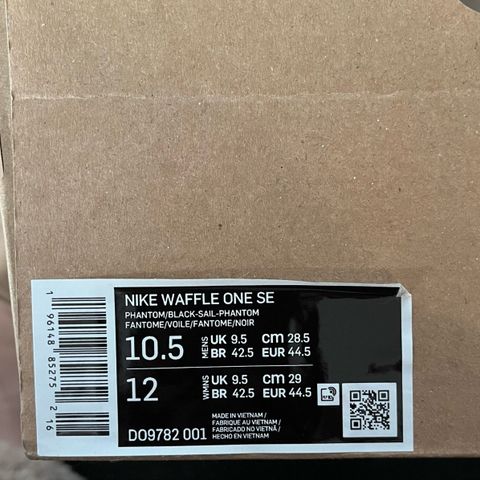 NIKE WAFFLE ONE SE
PHANTOM/BLACK-SAIL-PHANTOM
FANTOME/VOILE/FANTOME/NOIR
10.5 MENS UK 9.5 CM 28.5
BR 42.5 EUR 44.5
12 WMNS UK 9.5 CM 29
BR 42.5 EUR 44.5
MADE IN VIETNAM /
FABRIQUE AU VIETNAM /
FABRICADO NO VIETNÃ /
HECHO EN VIETNAM
DO9782 001
1 96148 85275 2 16